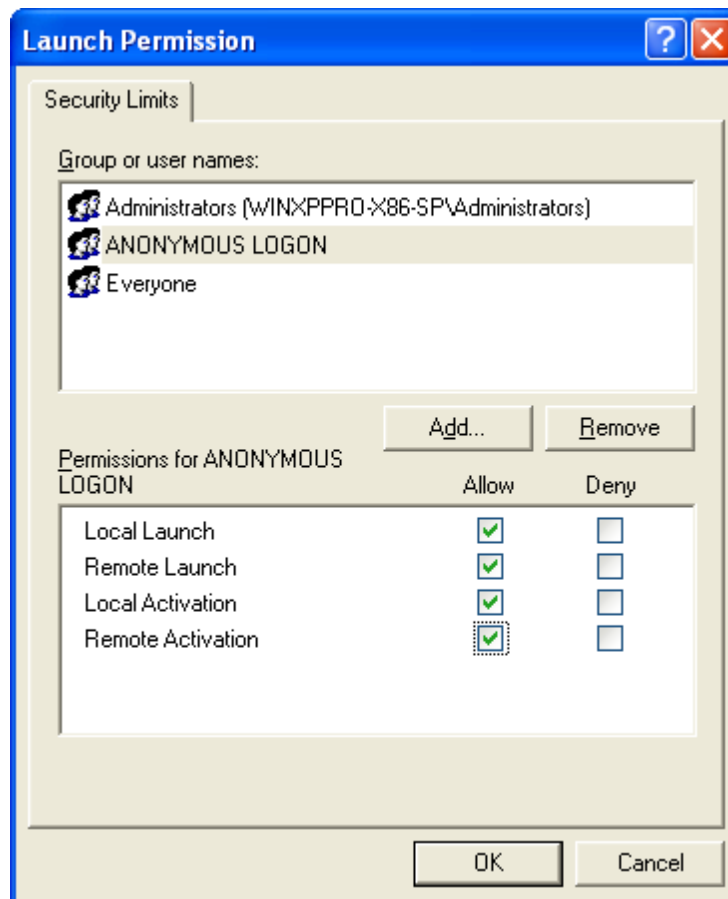 Launch Permission
Security Limits
Group or user names:
Administrators (WINXPPRO-X86-SP\Administrators)
ANONYMOUS LOGON
Everyone
Add... Remove
Permissions for ANONYMOUS
LOGON Allow Deny
Local Launch
Remote Launch
Local Activation
Remote Activation
OK Cancel